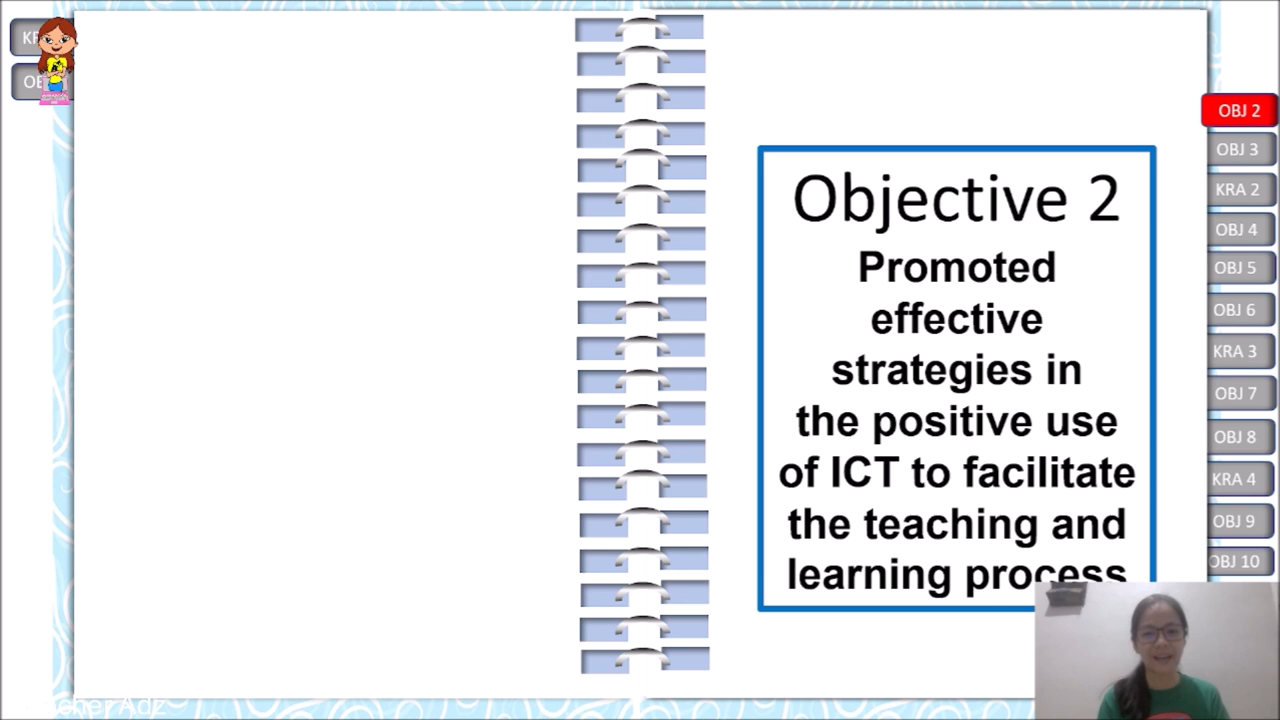 OBJ 2
OBJ 3
KRA 2
OBJ 4
OBJ 5
OBJ 6
KRA 3
OBJ 7
OBJ 8
KRA 4
OBJ 9
OBJ 10
Objective 2
Promoted
effective
strategies in
the positive use
of ICT to facilitate
the teaching and
learning process
Adz